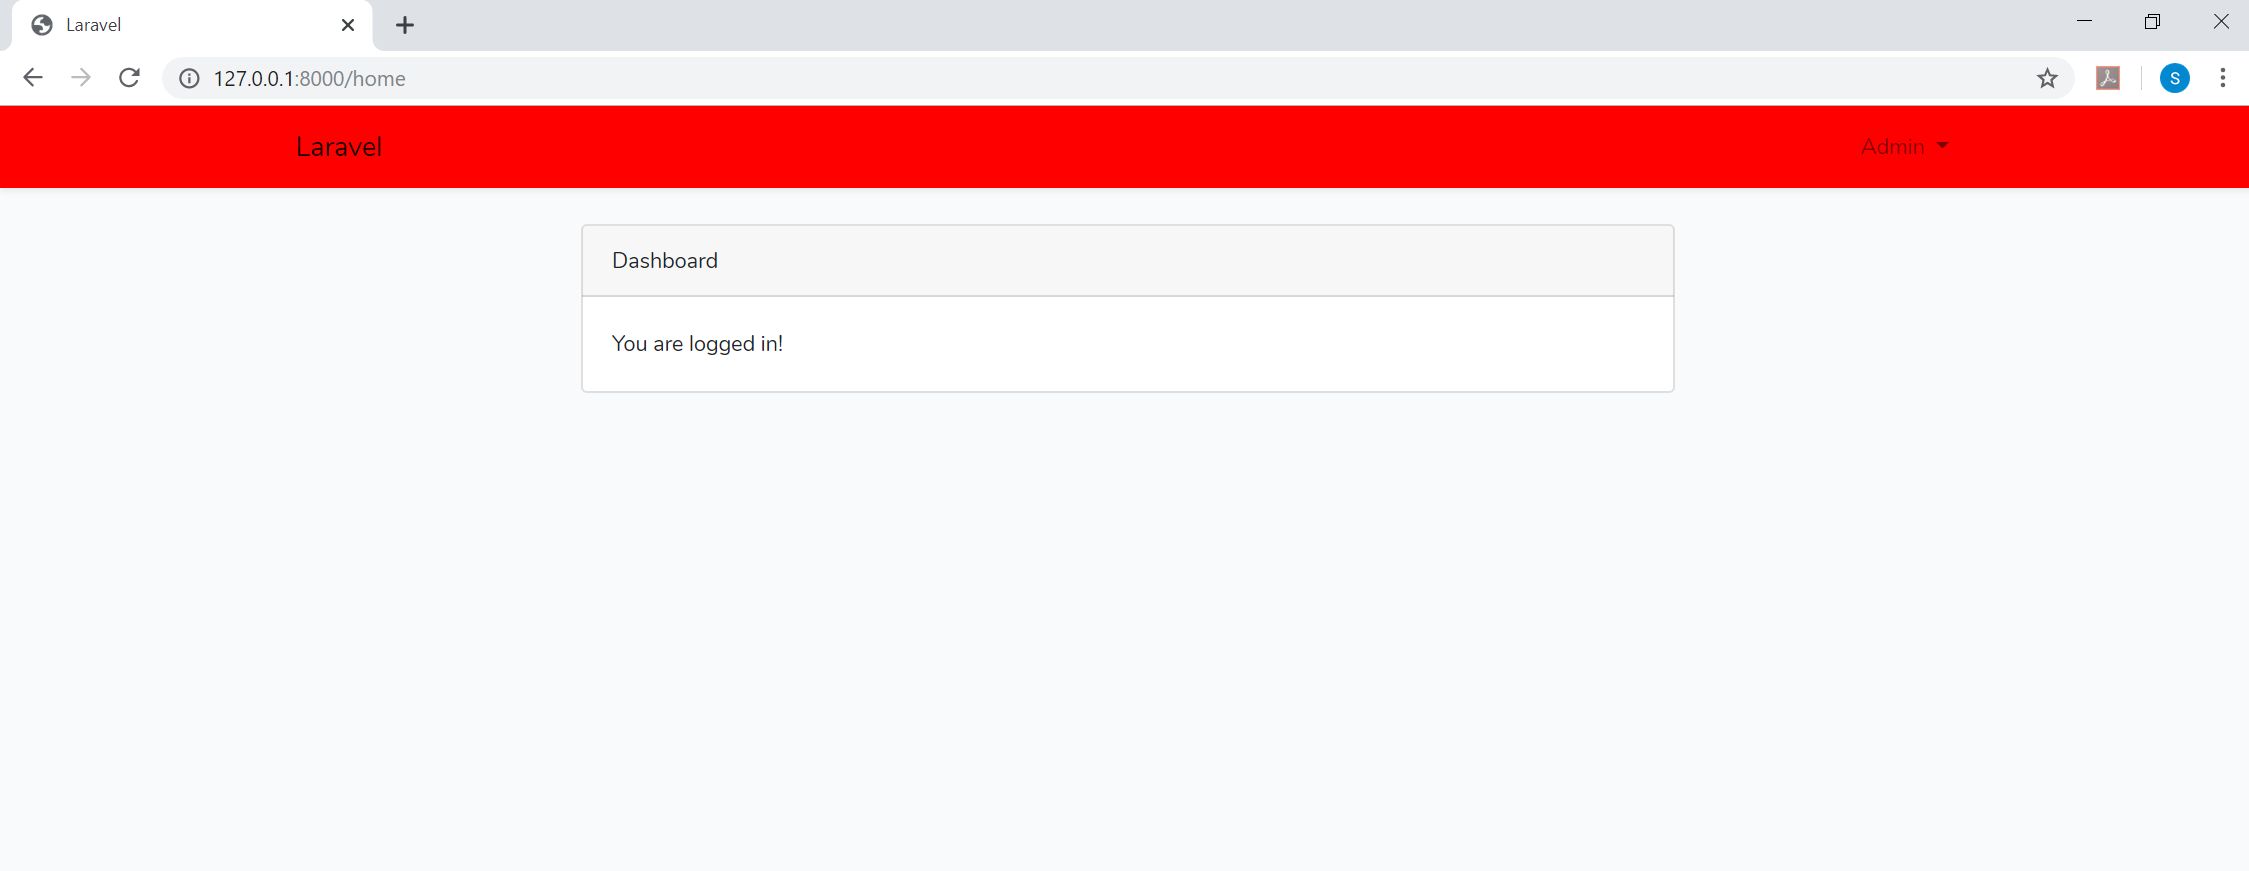 Laravel
127.0.0.1:8000/home
S
Laravel
Admin
Dashboard
You are logged in!